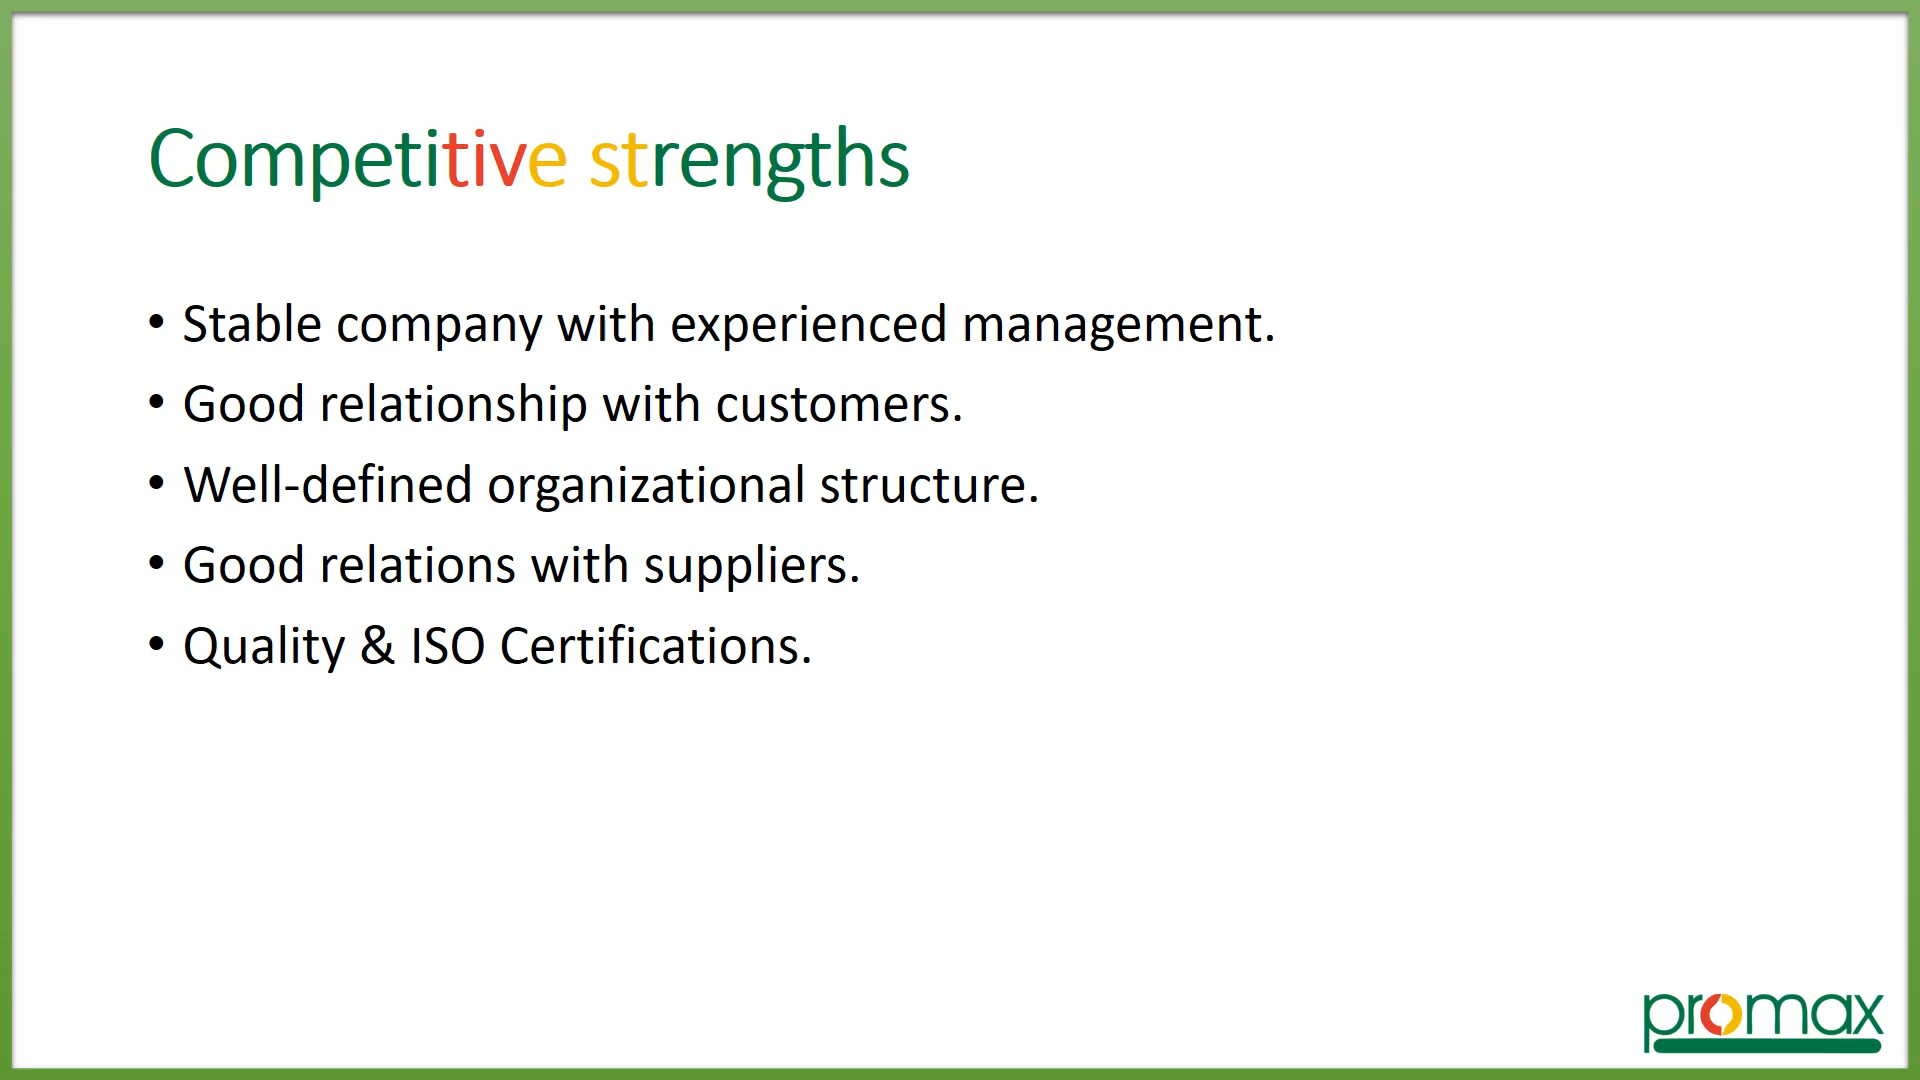 Competitive strengths
• Stable company with experienced management.
• Good relationship with customers.
• Well-defined organizational structure.
• Good relations with suppliers.
• Quality & ISO Certifications.
promax